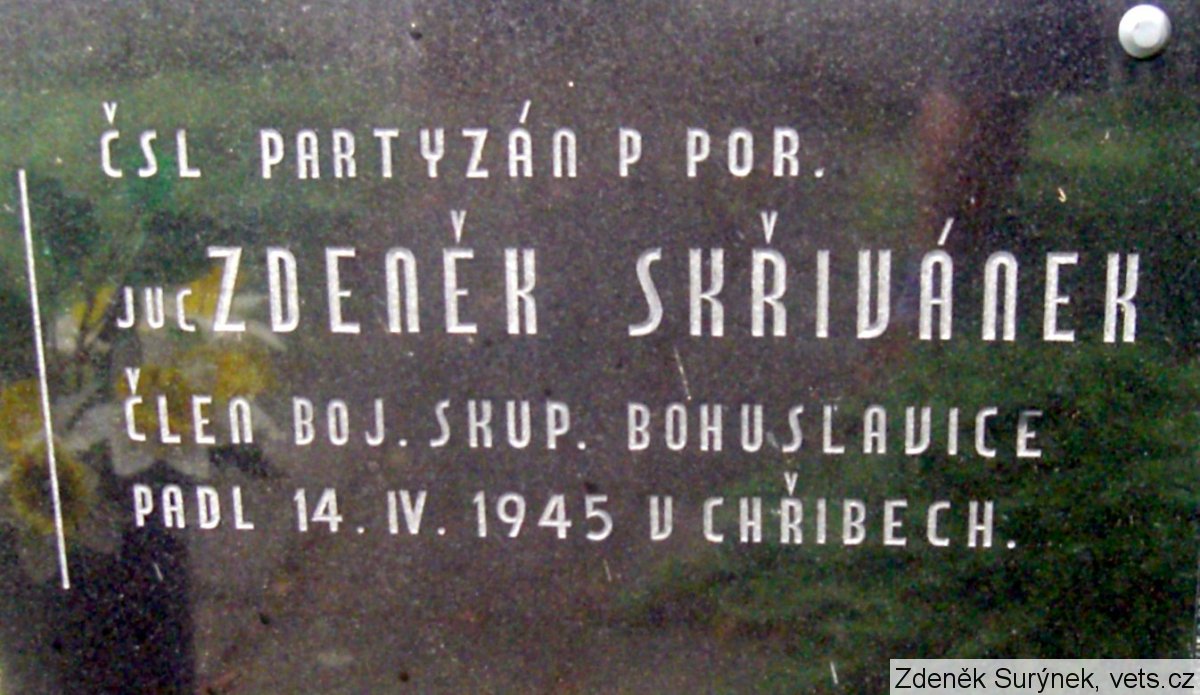 ČSL PARTYZÁN P POR.
JUC ZDENĚK SKŘIVÁNEK
ČLEN BOJ. SKUP. BOHUSLAVICE
PADL 14. IV. 1945 V CHŘIBECH.
Zdeněk Surýnek, vets.cz